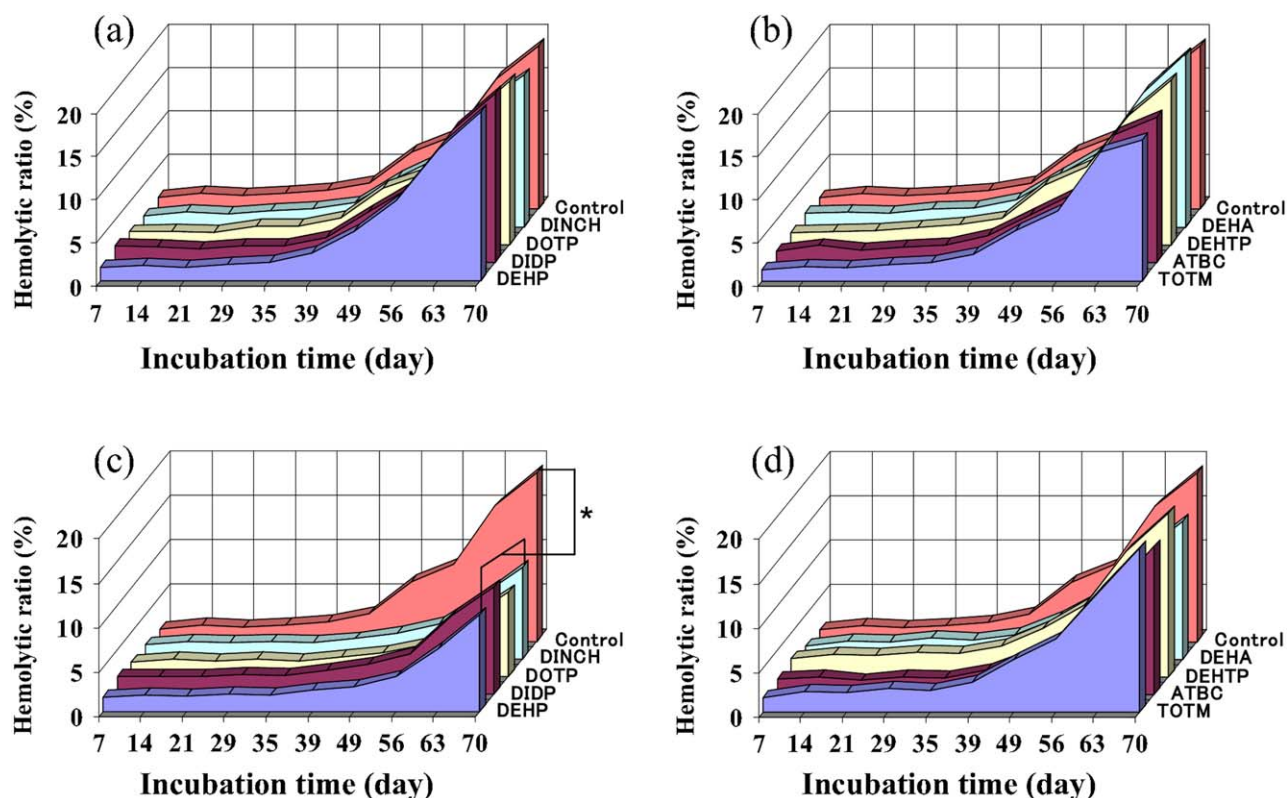 (a)
Hemolytic ratio (%)
20
15
10
5
0
7 14 21 29 35 39 49 56 63 70
Incubation time (day)
Control
DINCH
DOTP
DIDP
DEHP
(b)
Hemolytic ratio (%)
20
15
10
5
0
7 14 21 29 35 39 49 56 63 70
Incubation time (day)
Control
DEHA
DEHTP
ATBC
TOTM
(c)
Hemolytic ratio (%)
20
15
10
5
0
7 14 21 29 35 39 49 56 63 70
Incubation time (day)
*
Control
DINCH
DOTP
DIDP
DEHP
(d)
Hemolytic ratio (%)
20
15
10
5
0
7 14 21 29 35 39 49 56 63 70
Incubation time (day)
Control
DEHA
DEHTP
ATBC
TOTM